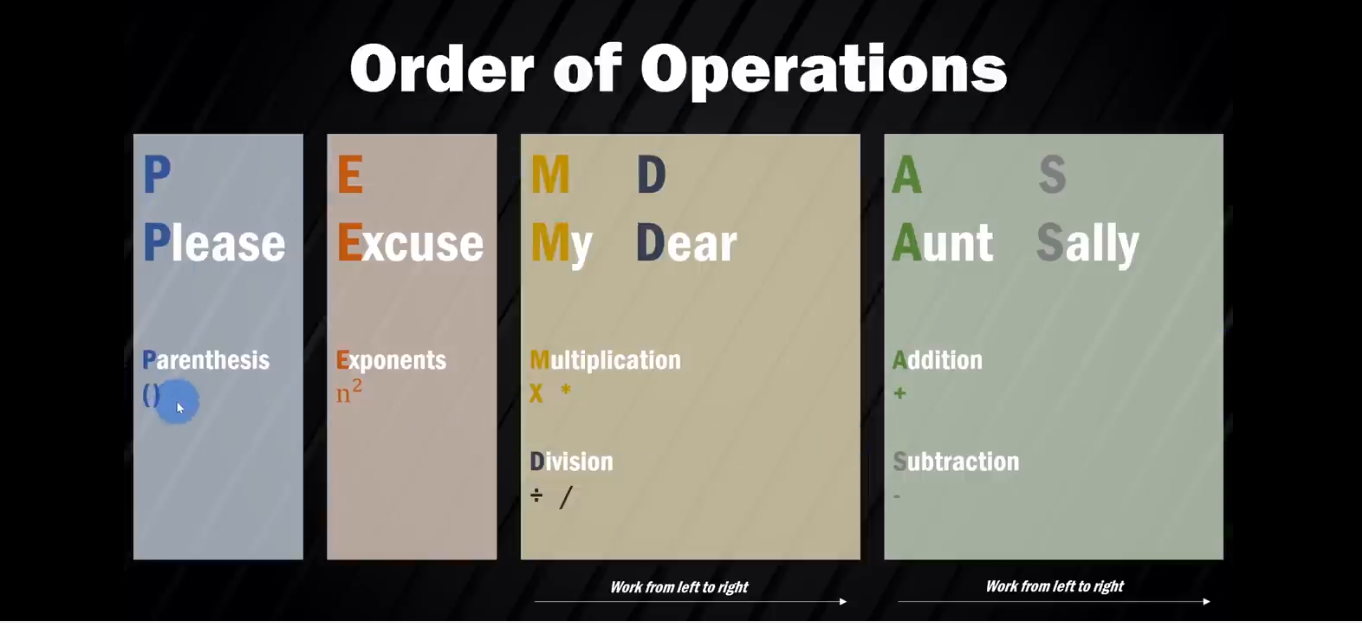 Order of Operations
P
Please
Parenthesis
()
E
Excuse
Exponents
n²
M D
My Dear
Multiplication
X *
Division
÷ /
Work from left to right
A S
Aunt Sally
Addition
+
Subtraction
-
Work from left to right